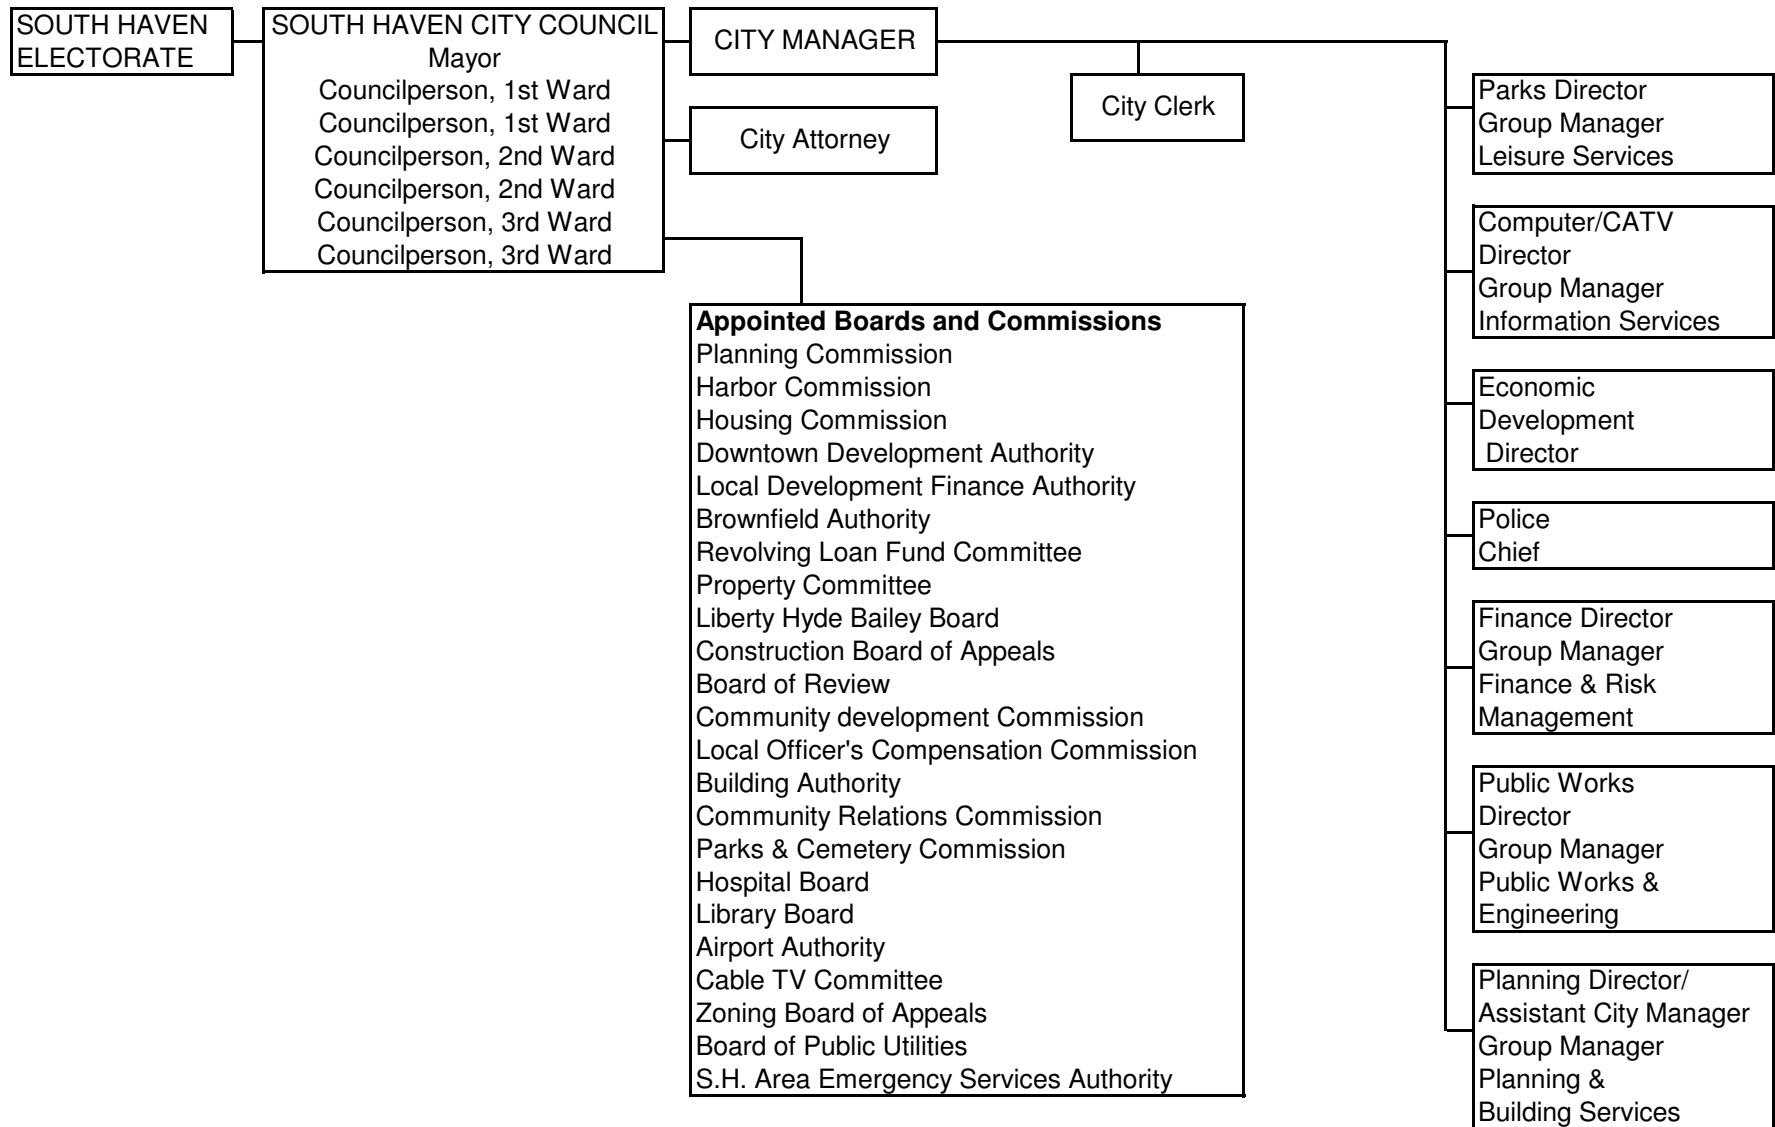 SOUTH HAVEN
ELECTORATE
SOUTH HAVEN CITY COUNCIL
Mayor
Councilperson, 1st Ward
Councilperson, 1st Ward
Councilperson, 2nd Ward
Councilperson, 2nd Ward
Councilperson, 3rd Ward
Councilperson, 3rd Ward
CITY MANAGER
City Attorney
City Clerk
Appointed Boards and Commissions
Planning Commission
Harbor Commission
Housing Commission
Downtown Development Authority
Local Development Finance Authority
Brownfield Authority
Revolving Loan Fund Committee
Property Committee
Liberty Hyde Bailey Board
Construction Board of Appeals
Board of Review
Community development Commission
Local Officer's Compensation Commission
Building Authority
Community Relations Commission
Parks & Cemetery Commission
Hospital Board
Library Board
Airport Authority
Cable TV Committee
Zoning Board of Appeals
Board of Public Utilities
S.H. Area Emergency Services Authority
Parks Director
Group Manager
Leisure Services
Computer/CATV
Director
Group Manager
Information Services
Economic
Development
Director
Police
Chief
Finance Director
Group Manager
Finance & Risk
Management
Public Works
Director
Group Manager
Public Works &
Engineering
Planning Director/
Assistant City Manager
Group Manager
Planning &
Building Services